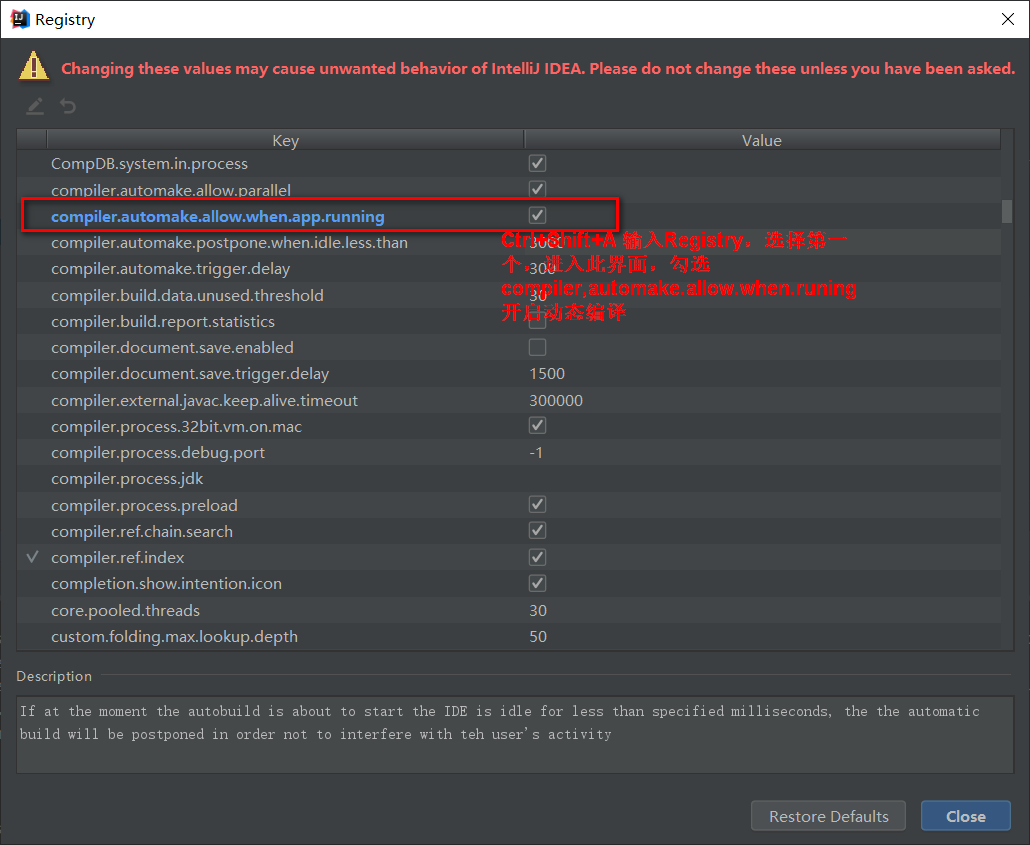 Registry
Changing these values may cause unwanted behavior of IntelliJ IDEA. Please do not change these unless you have been asked.
Key Value
CompDB.system.in.process
compiler.automake.allow.parallel
compiler.automake.allow.when.app.running
compiler.automake.postpone.when.idle.less.than 3000
compiler.automake.trigger.delay 300
compiler.build.data.unused.threshold 30
compiler.build.report.statistics
compiler.document.save.enabled
compiler.document.save.trigger.delay 1500
compiler.external.javac.keep.alive.timeout 300000
compiler.process.32bit.vm.on.mac
compiler.process.debug.port -1
compiler.process.jdk
compiler.process.preload
compiler.ref.chain.search
compiler.ref.index
completion.show.intention.icon
core.pooled.threads 30
custom.folding.max.lookup.depth 50
Ctrl+Shift+A 输入Registry，选择第一
个，进入此界面，勾选
compiler,automake.allow.when.runing
开启动态编译
Description
If at the moment the autobuild is about to start the IDE is idle for less than specified milliseconds, the the automatic
build will be postponed in order not to interfere with teh user's activity
Restore Defaults Close